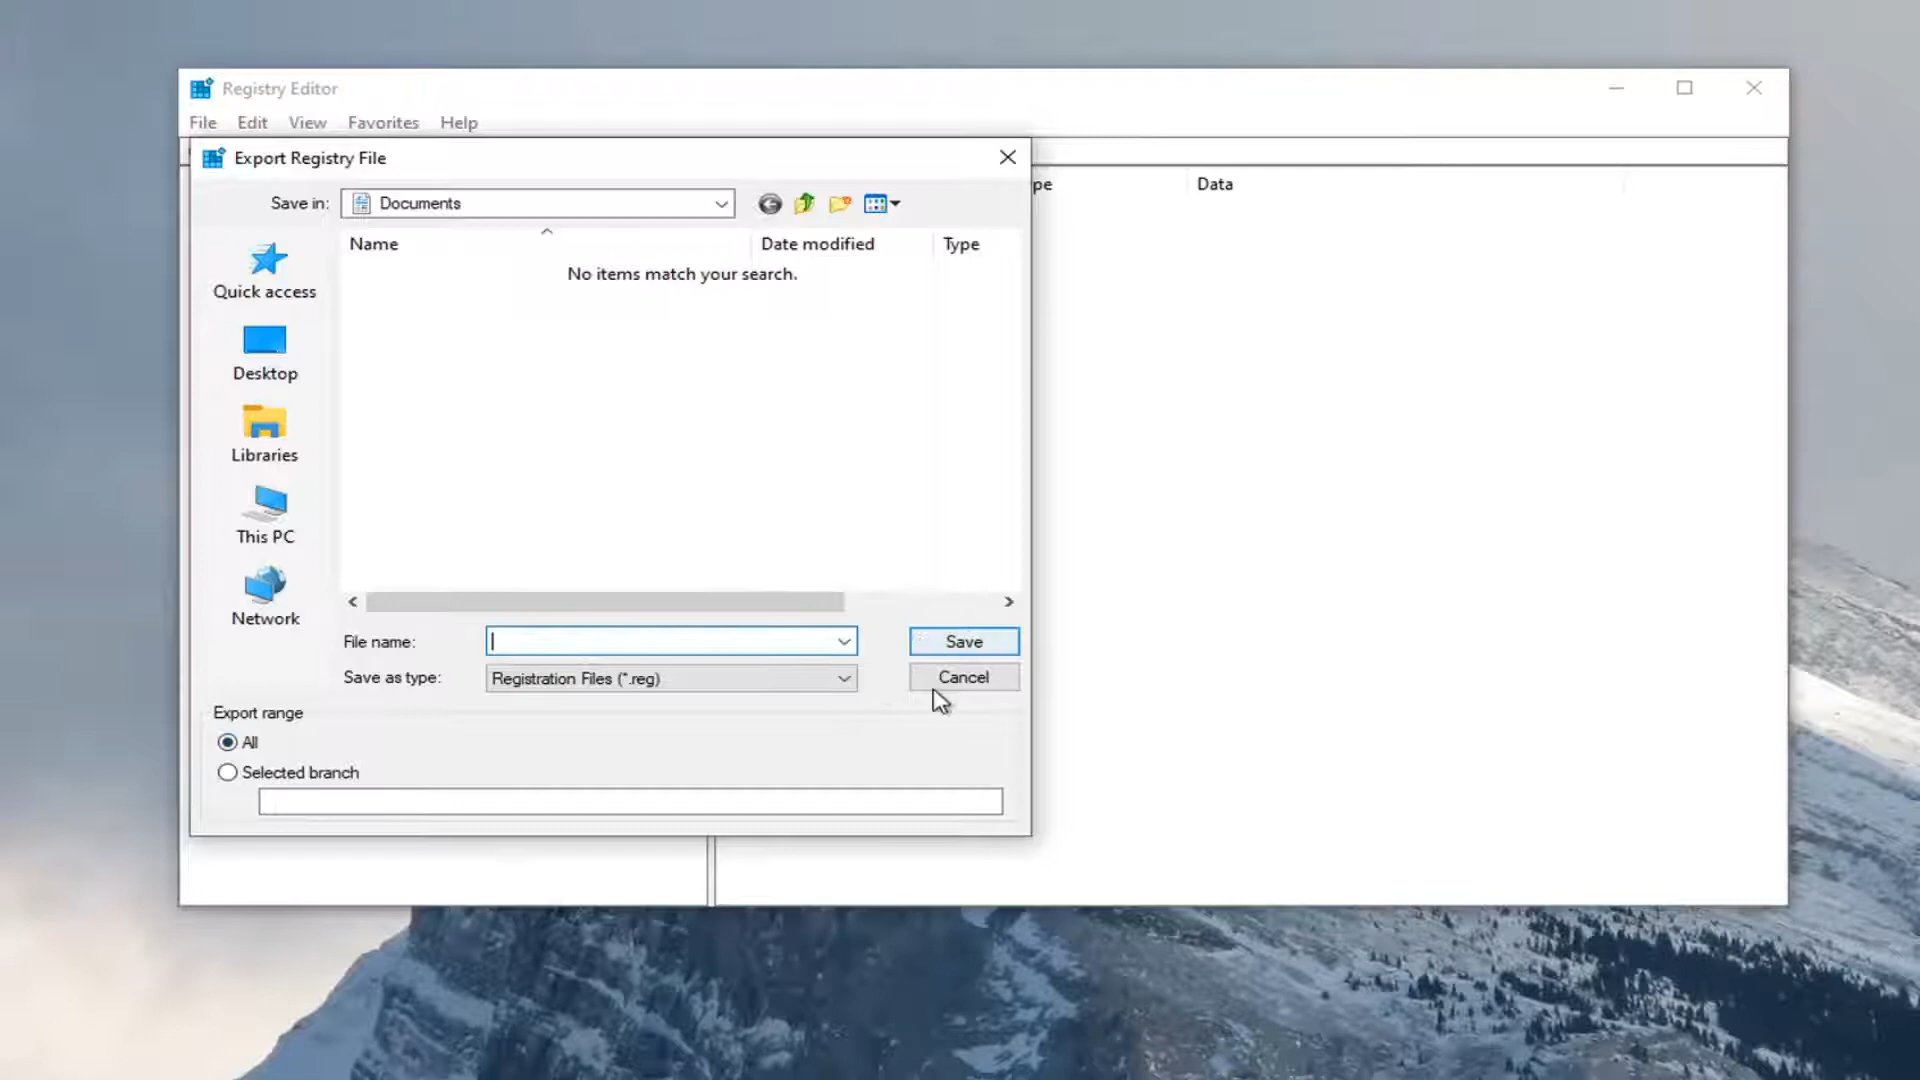 Registry Editor
File Edit View Favorites Help
Export Registry File
Save in: Documents
pe Data
Name Date modified Type
No items match your search.
Quick access
Desktop
Libraries
This PC
Network
File name: Save
Save as type: Registration Files (*.reg) Cancel
Export range
All
Selected branch